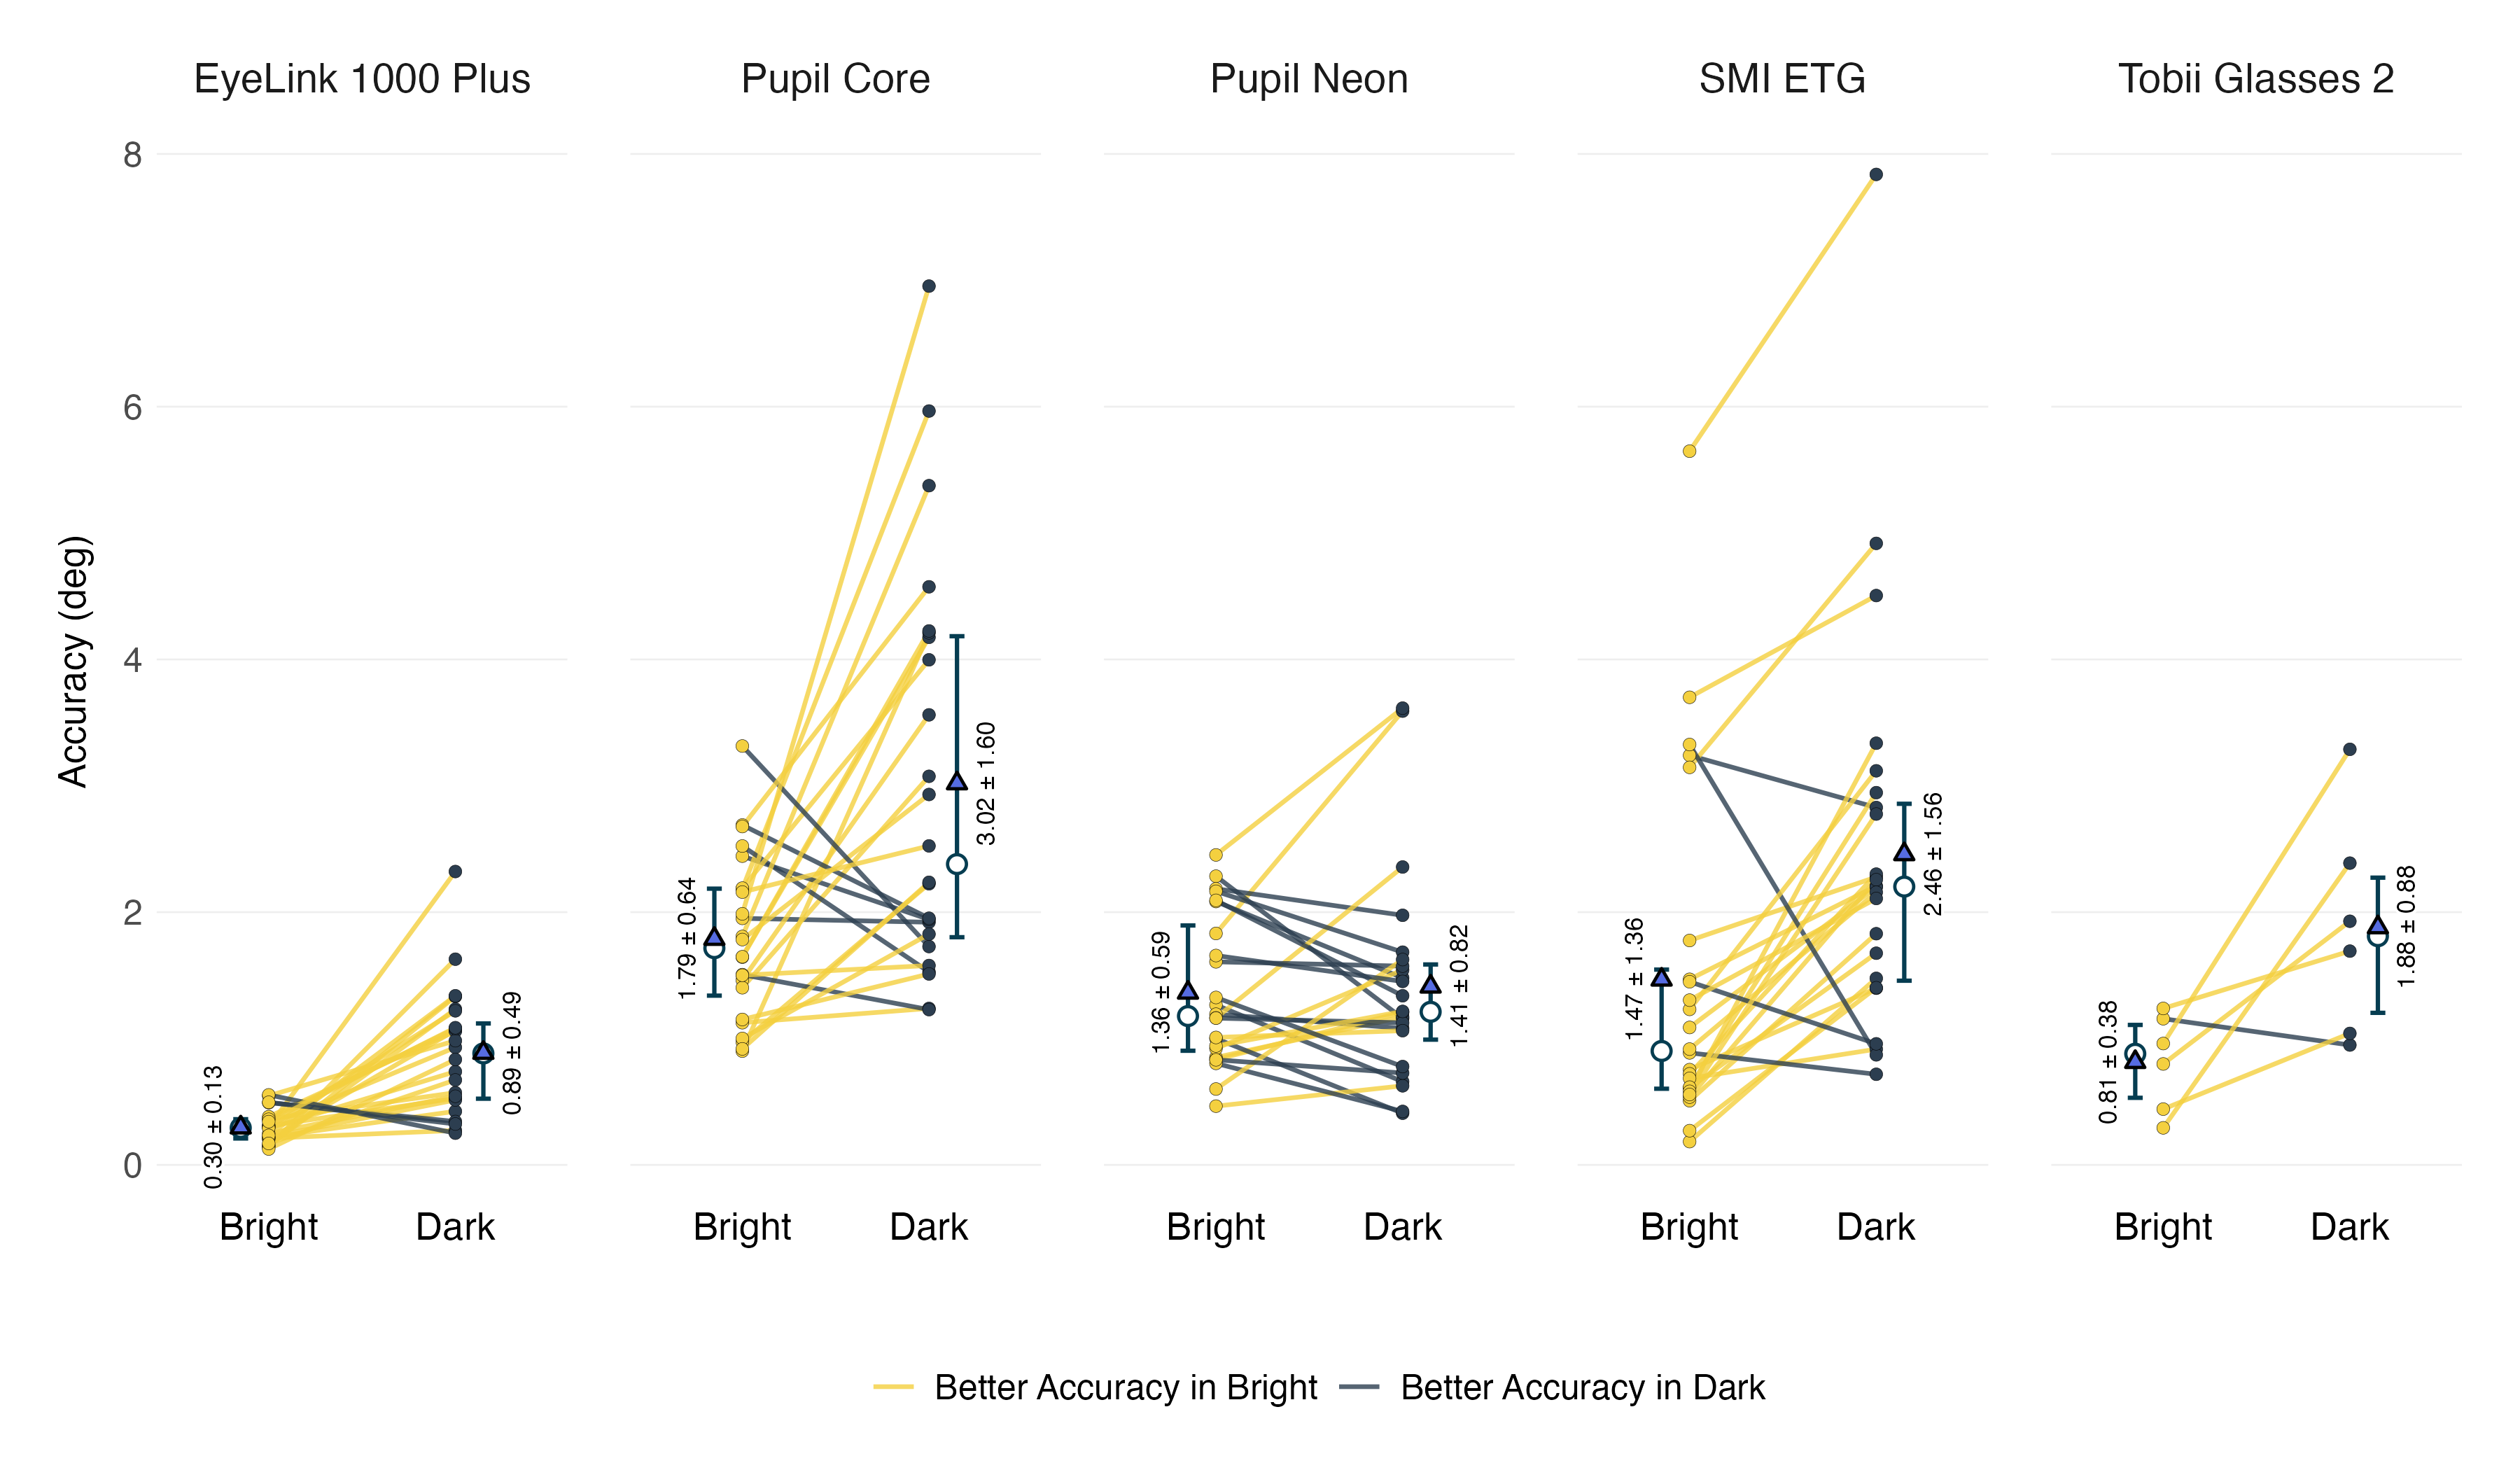 EyeLink 1000 Plus
Pupil Core
Pupil Neon
SMI ETG
Tobii Glasses 2
Accuracy (deg)
8
6
4
2
0
0.30 ± 0.13
0.89 ± 0.49
1.79 ± 0.64
3.02 ± 1.60
1.36 ± 0.59
1.41 ± 0.82
1.47 ± 1.36
2.46 ± 1.56
0.81 ± 0.38
1.88 ± 0.88
Bright
Dark
Bright
Dark
Bright
Dark
Bright
Dark
Bright
Dark
Better Accuracy in Bright
Better Accuracy in Dark